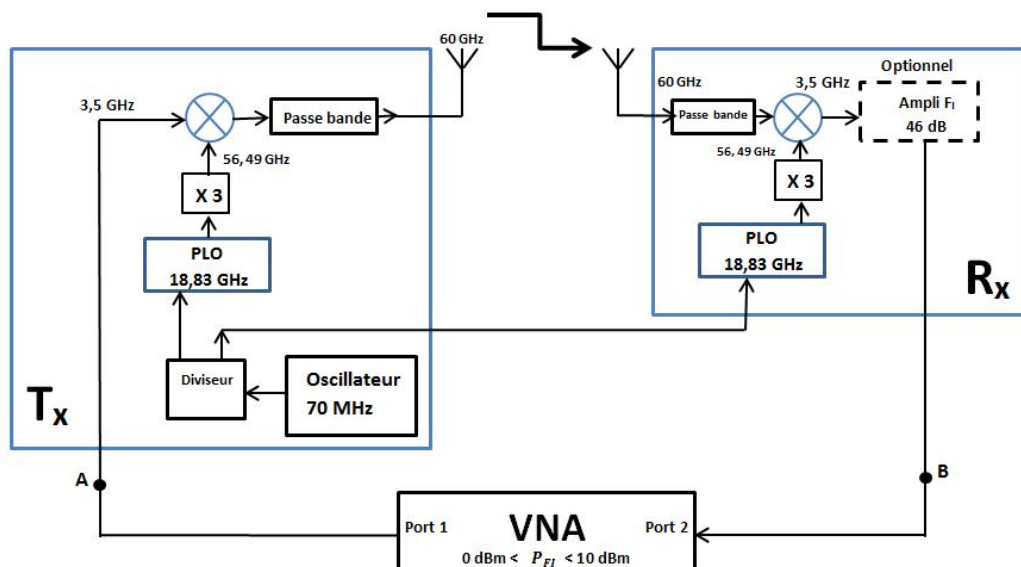 60 GHz
3,5 GHz
Passe bande
56, 49 GHz
X 3
PLO
18,83 GHz
Diviseur
Oscillateur
70 MHz
Tx
Optionnel
60 GHz
3,5 GHz
Passe bande
Ampli FI
46 dB
56, 49 GHz
X 3
PLO
18,83 GHz
Rx
A
B
Port 1
VNA
Port 2
0 dBm < PFI < 10 dBm